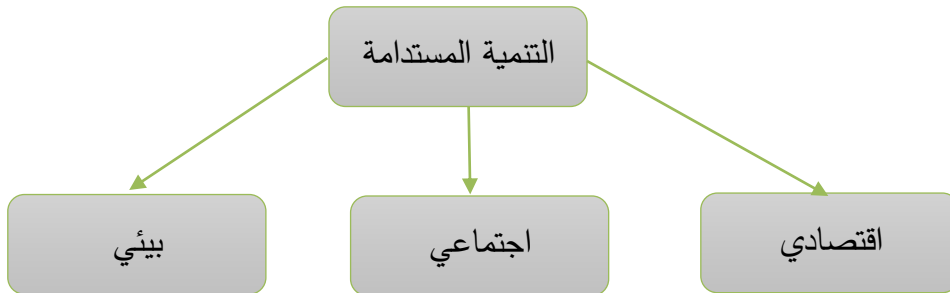 التنمية المستدامة
اقتصادي
اجتماعي
بيئي